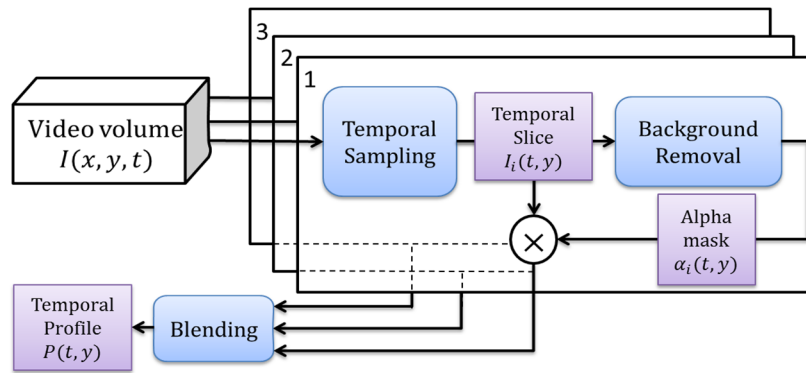 3
2
1
Video volume
I(x, y, t)
Temporal
Sampling
Temporal
Slice
I_i(t, y)
Background
Removal
×
Alpha
mask
α_i(t, y)
Temporal
Profile
P(t, y)
Blending